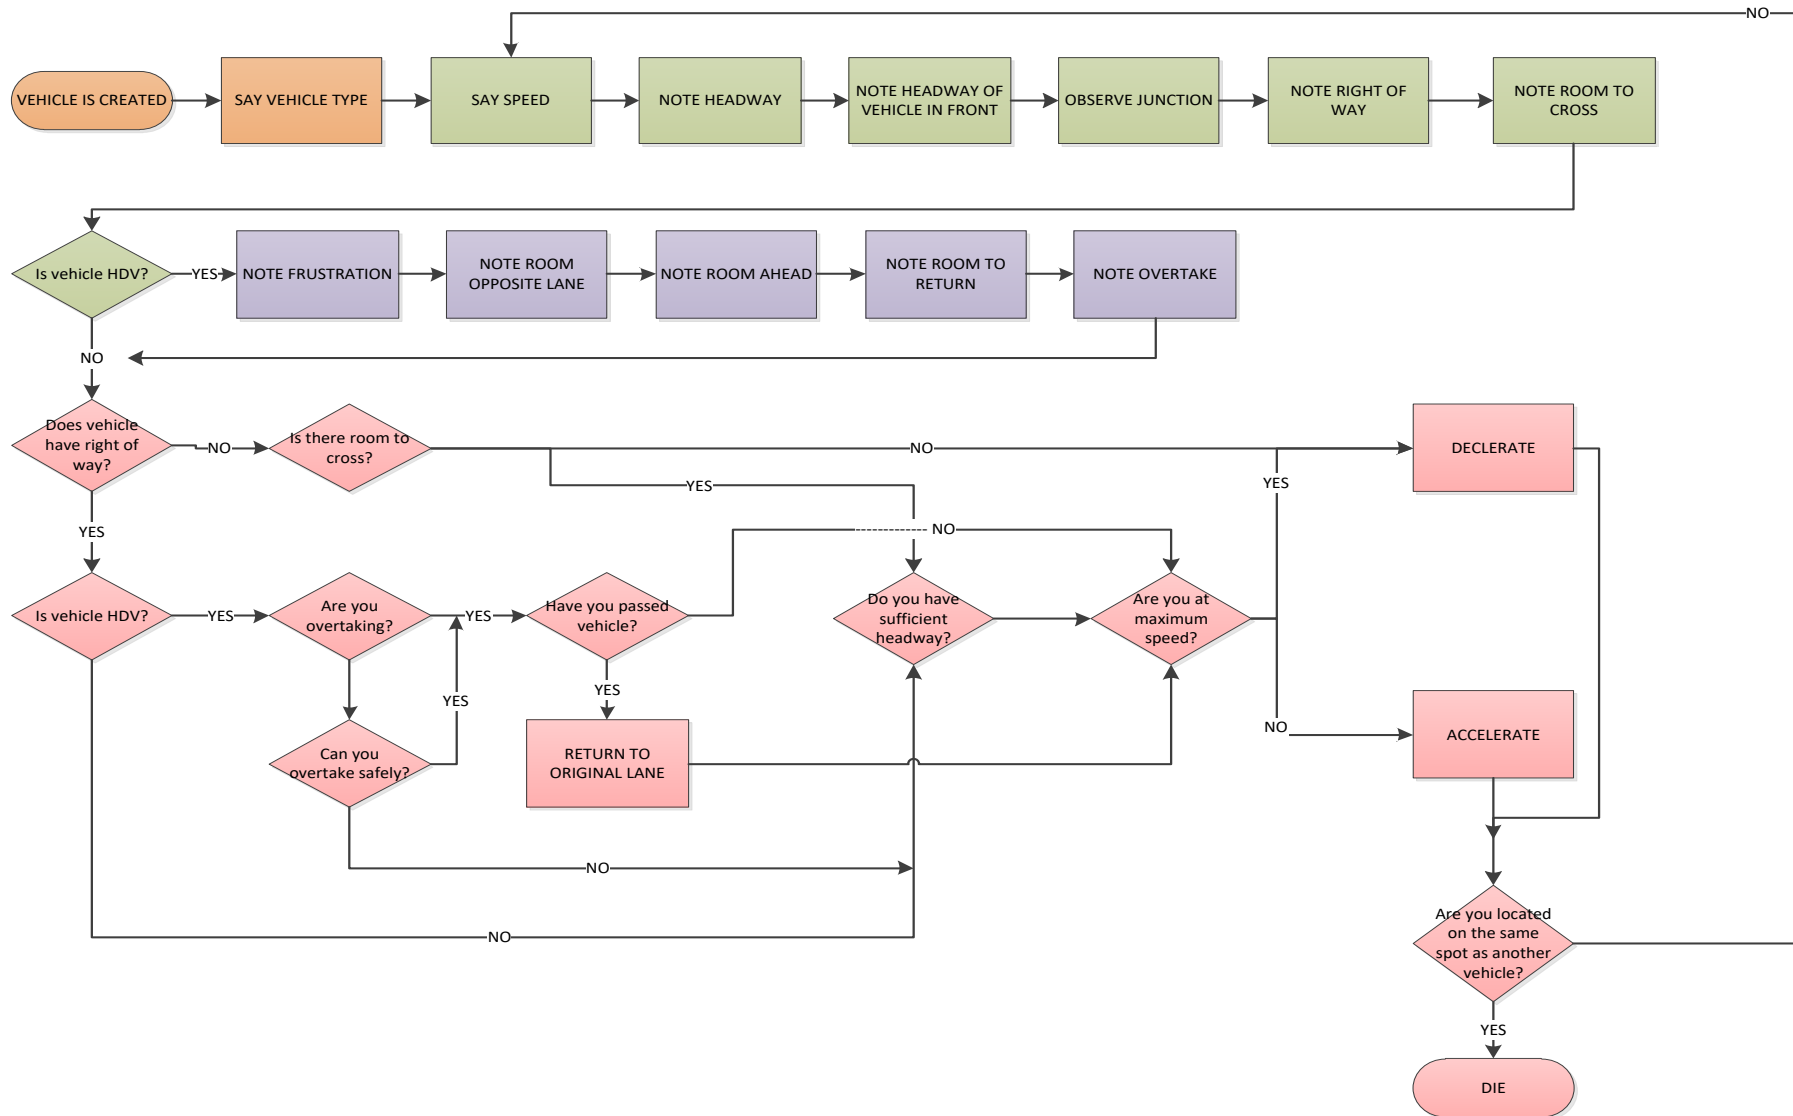 NO
VEHICLE IS CREATED
SAY VEHICLE TYPE
SAY SPEED
NOTE HEADWAY
NOTE HEADWAY OF
VEHICLE IN FRONT
OBSERVE JUNCTION
NOTE RIGHT OF
WAY
NOTE ROOM TO
CROSS
Is vehicle HDV?
YES
NOTE FRUSTRATION
NOTE ROOM
OPPOSITE LANE
NOTE ROOM AHEAD
NOTE ROOM TO
RETURN
NOTE OVERTAKE
NO
Does vehicle
have right of
way?
NO
Is there room to
cross?
NO
DECLERATE
YES
YES
YES
NO
Is vehicle HDV?
YES
Are you
overtaking?
YES
Have you passed
vehicle?
Do you have
sufficient
headway?
Are you at
maximum
speed?
YES
YES
NO
ACCELERATE
Can you
overtake safely?
RETURN TO
ORIGINAL LANE
NO
NO
Are you located
on the same
spot as another
vehicle?
YES
DIE